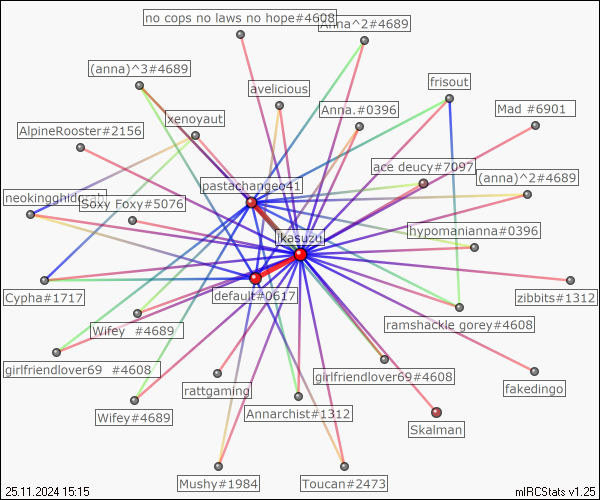 no cops no laws no hope#4608
Anna^2#4689
(anna)^3#4689
frisout
avelicious
Anna.#0396
Mad #6901
xenoyaut
AlpineRooster#2156
ace deucy#7097
(anna)^2#4689
pastachangeo41
Soxy Foxy#5076
jkasuzu
hypomanianna#0396
default#0617
Cypha#1717
zibbits#1312
Wifey #4689
ramshackle gorey#4608
girlfriendlover69 #4608
girlfriendlover69#4608
rattgaming
fakedingo
Wifey#4689
Annarchist#1312
Skalman
Mushy#1984
Toucan#2473
25.11.2024 15:15
mIRCStats v1.25